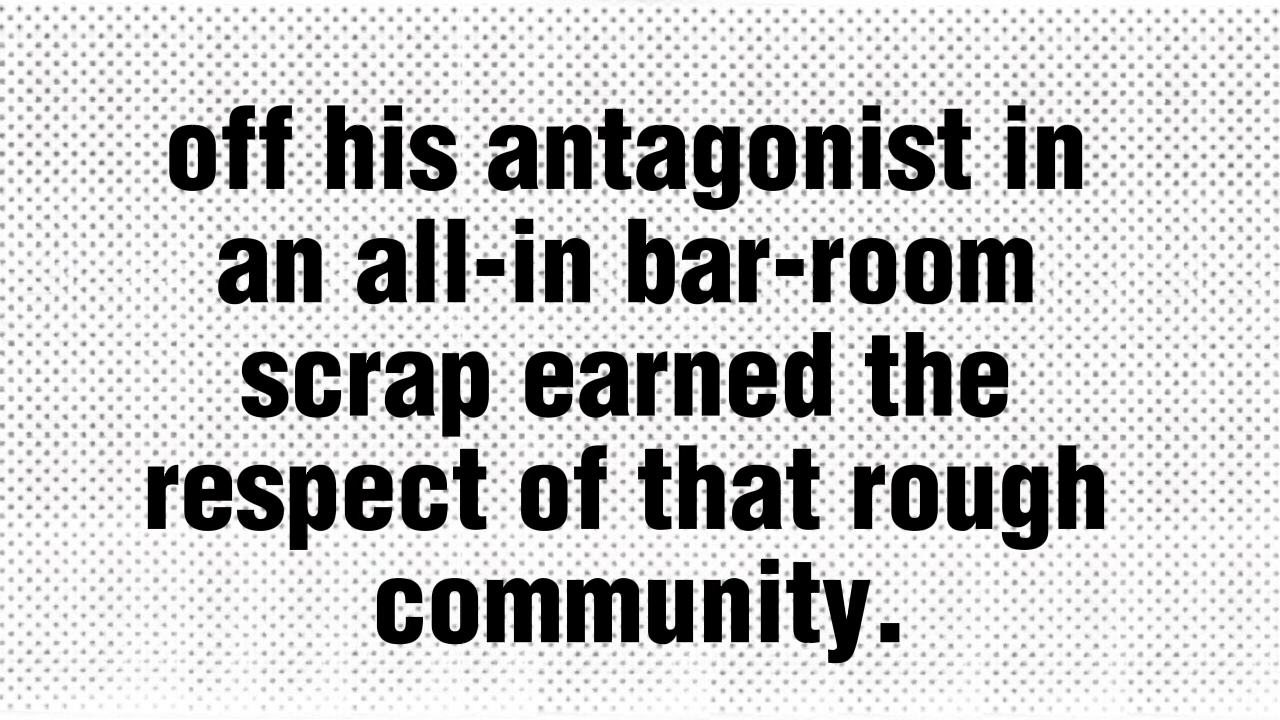 off his antagonist in
an all-in bar-room
scrap earned the
respect of that rough
community.